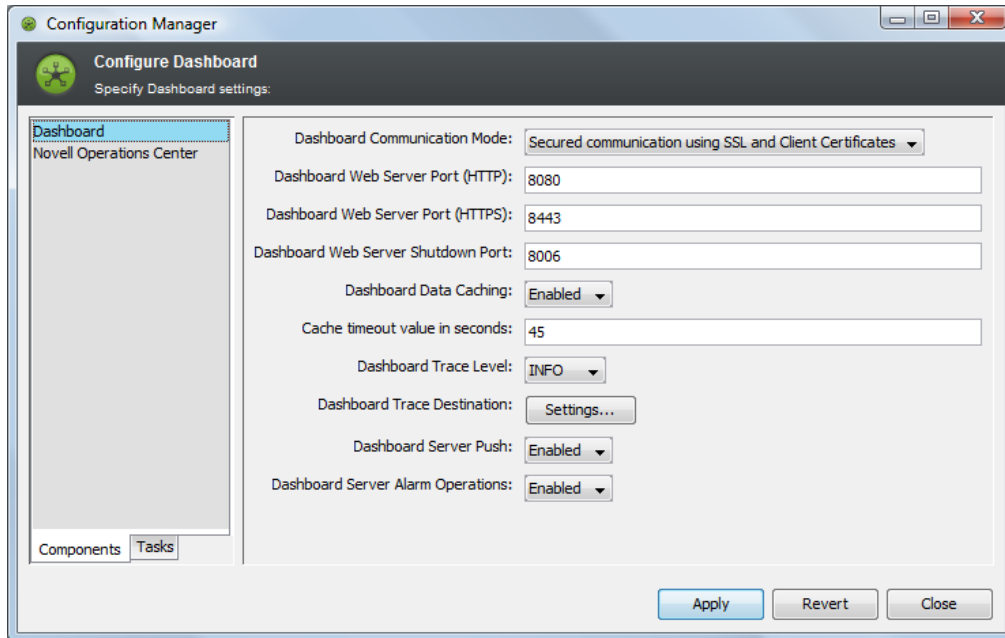 Configuration Manager
Configure Dashboard
Specify Dashboard settings:
Dashboard
Novell Operations Center
Dashboard Communication Mode: Secured communication using SSL and Client Certificates
Dashboard Web Server Port (HTTP): 8080
Dashboard Web Server Port (HTTPS): 8443
Dashboard Web Server Shutdown Port: 8006
Dashboard Data Caching: Enabled
Cache timeout value in seconds: 45
Dashboard Trace Level: INFO
Dashboard Trace Destination: Settings...
Dashboard Server Push: Enabled
Dashboard Server Alarm Operations: Enabled
Components Tasks
Apply Revert Close